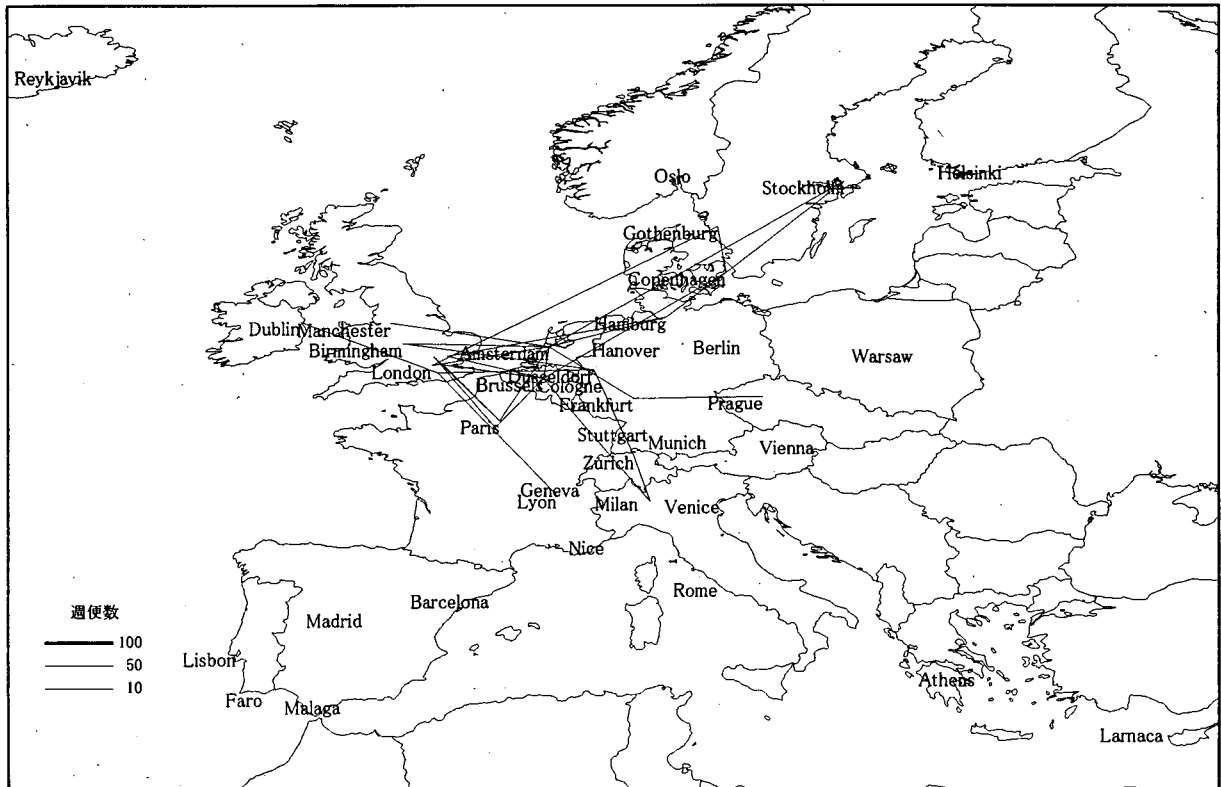 Reykjavik
Oslo
Helsinki
Stockholm
Gothenburg
Copenhagen
Dublin
Manchester
Hamburg
Birmingham
Amsterdam
Hanover
Berlin
Warsaw
London
Brussels
Dusseldorf
Cologne
Frankfurt
Prague
Paris
Stuttgart
Munich
Vienna
Zurich
Geneva
Lyon
Milan
Venice
Nice
Rome
Barcelona
Madrid
Lisbon
Faro
Malaga
Athens
Larnaca
週便数
100
50
10